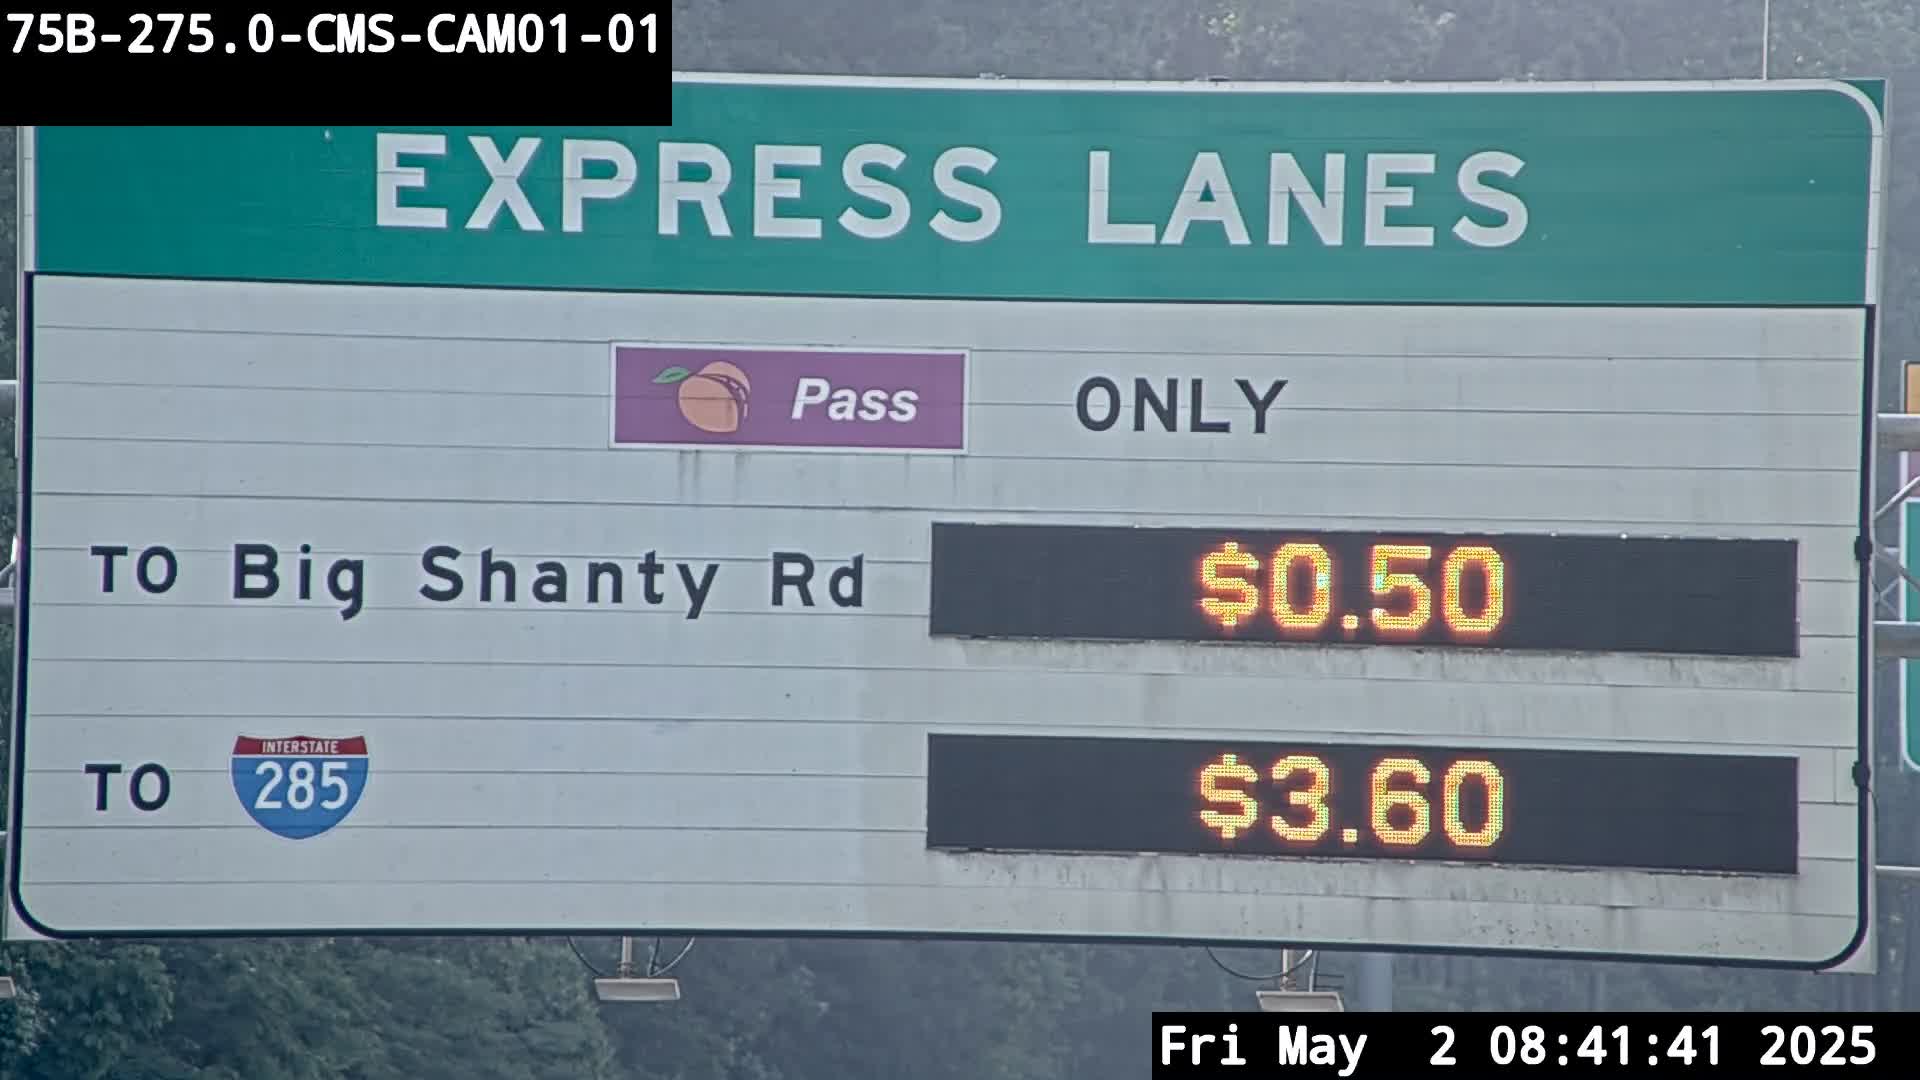 75B-275.0-CMS-CAM01-01
EXPRESS LANES
Pass ONLY
TO Big Shanty Rd $0.50
INTERSTATE
TO 285 $3.60
Fri May 2 08:41:41 2025